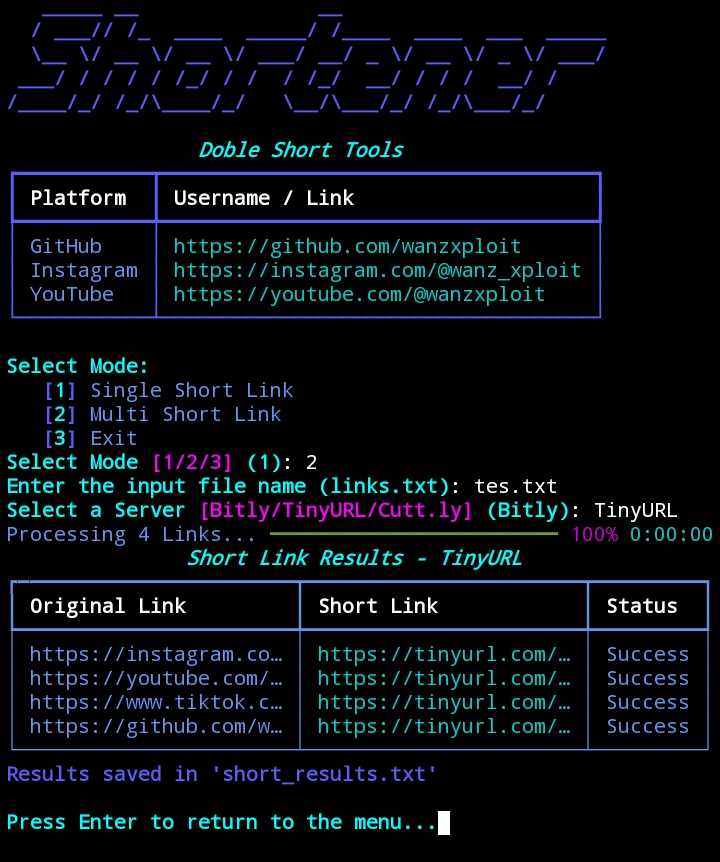 Shortener
Doble Short Tools
Platform Username / Link
GitHub https://github.com/wanzxploit
Instagram https://instagram.com/@wanz_xploit
YouTube https://youtube.com/@wanzxploit
Select Mode:
[1] Single Short Link
[2] Multi Short Link
[3] Exit
Select Mode [1/2/3] (1): 2
Enter the input file name (links.txt): tes.txt
Select a Server [Bitly/TinyURL/Cutt.ly] (Bitly): TinyURL
Processing 4 Links... 100% 0:00:00
Short Link Results - TinyURL
Original Link Short Link Status
https://instagram.co… https://tinyurl.com/… Success
https://youtube.com/… https://tinyurl.com/… Success
https://www.tiktok.c… https://tinyurl.com/… Success
https://github.com/w… https://tinyurl.com/… Success
Results saved in 'short_results.txt'
Press Enter to return to the menu...